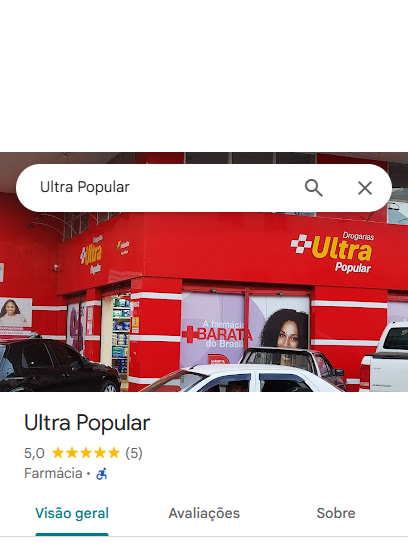 Ultra Popular
Drogarias
Ultra
Popular
Drogarias
Ultra
Popular
A farmácia
+BARATA
do Brasil
Ultra Popular
5,0 ★★★★★ (5)
Farmácia ·
Visão geral
Avaliações
Sobre